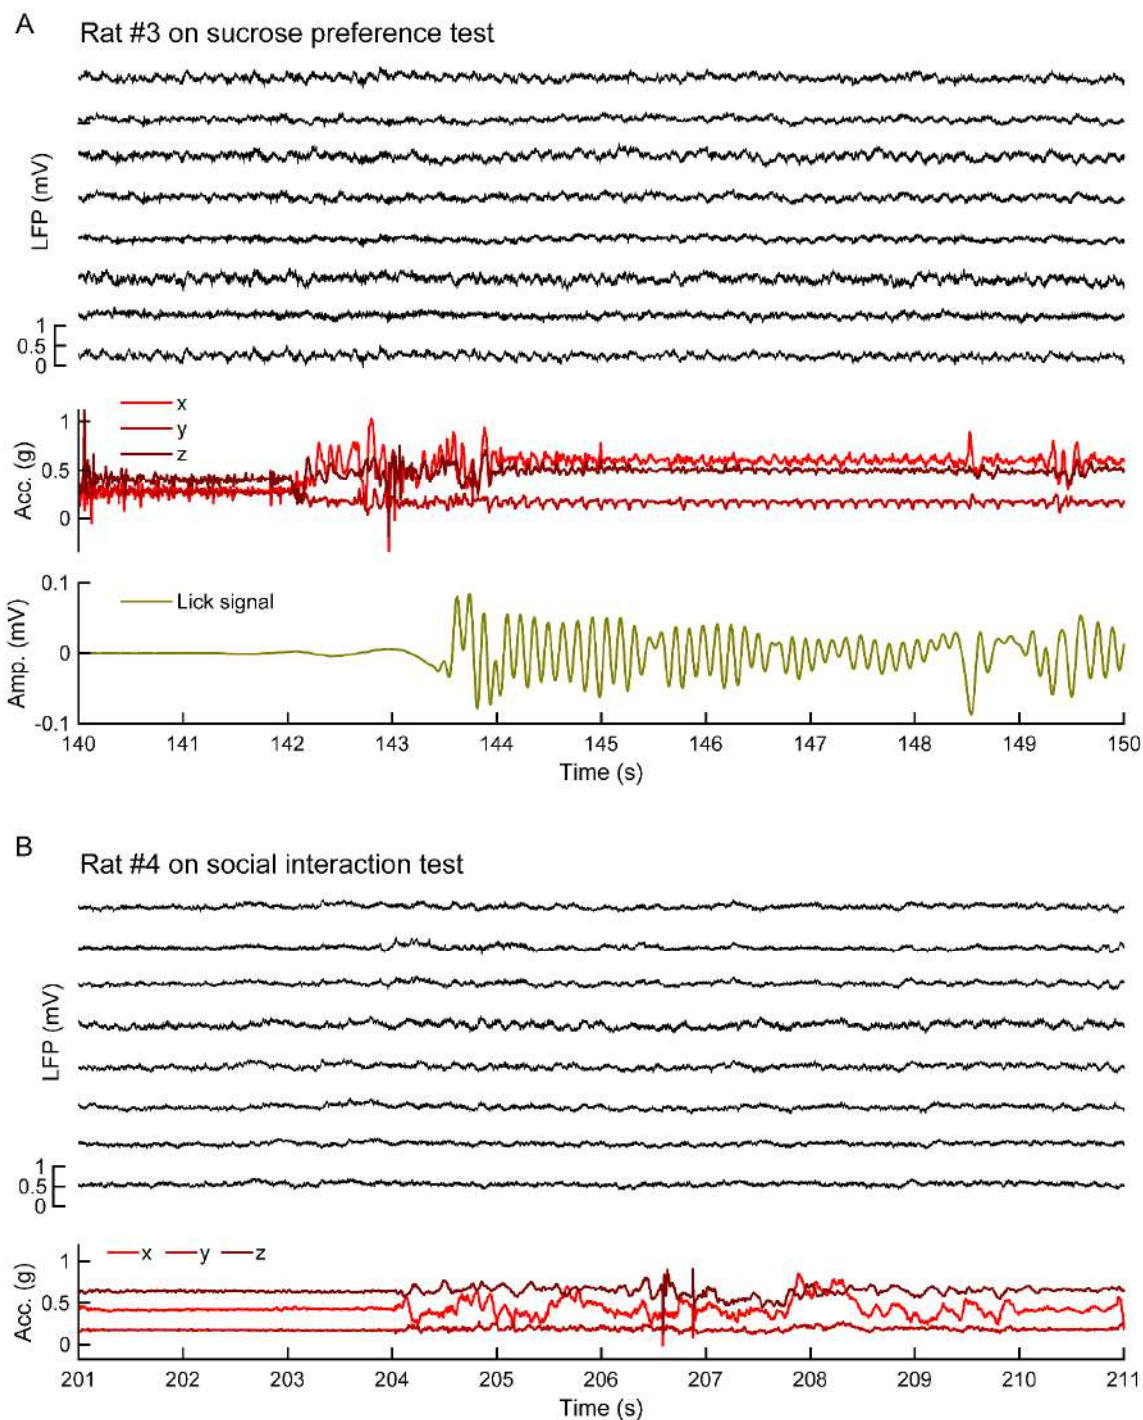 A
Rat #3 on sucrose preference test
LFP (mV)
1
0.5
0
x
y
z
Acc. (g)
1
0.5
0
Lick signal
Amp. (mV)
0.1
0
-0.1
140 141 142 143 144 145 146 147 148 149 150
Time (s)
B
Rat #4 on social interaction test
LFP (mV)
1
0.5
0
x y z
Acc. (g)
1
0.5
0
201 202 203 204 205 206 207 208 209 210 211
Time (s)